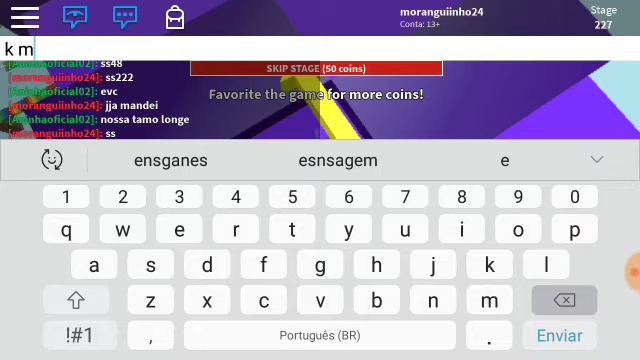 moranguiinho24
Conta: 13+
Stage
227
k m
[Aninhaoficial02]: ss48
[moranguiinho24]: ss222
[Aninhaoficial02]: evc
[moranguiinho24]: jja mandei
[Aninhaoficial02]: nossa tamo longe
[moranguiinho24]: ss
SKIP STAGE (50 coins)
Favorite the game for more coins!
ensganes esnsagem e
1 2 3 4 5 6 7 8 9 0
q w e r t y u i o p
a s d f g h j k l
z x c v b n m
!#1 , Português (BR) . Enviar